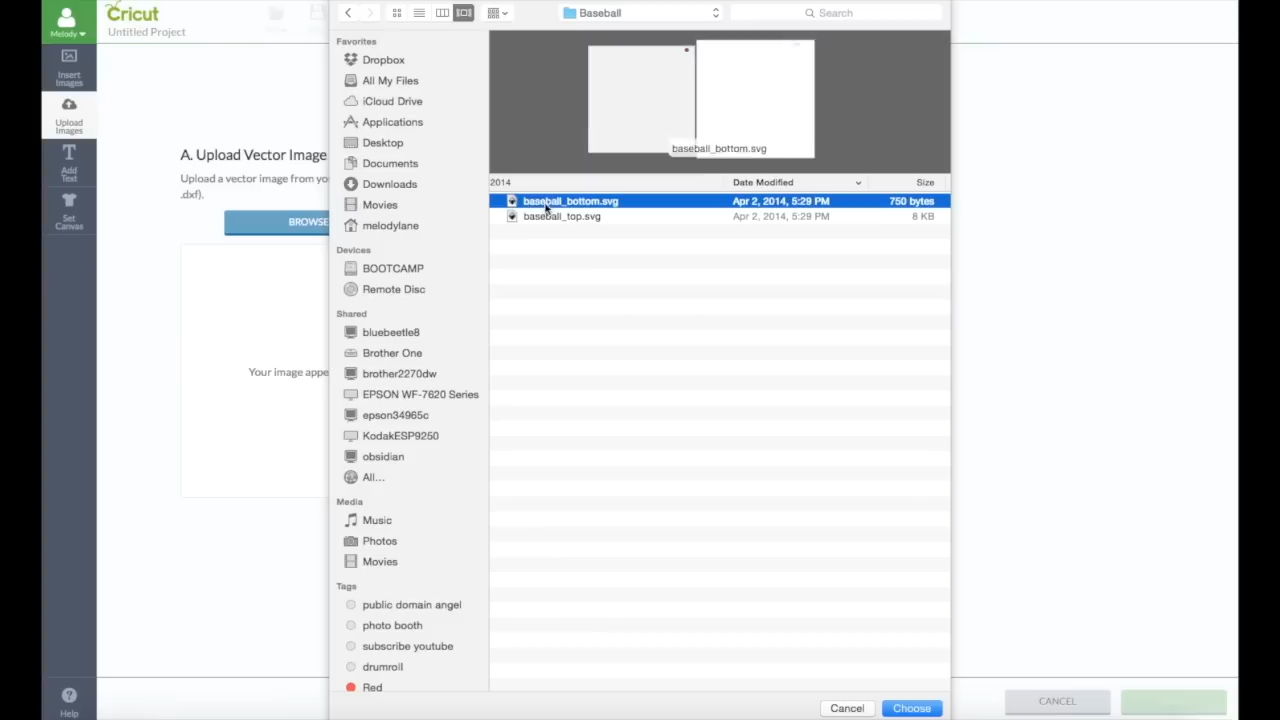 Cricut
Untitled Project
Melody
Insert
Images
Upload
Images
Add
Text
Set
Canvas
Help
A. Upload Vector Image
Upload a vector image from you
.dxf).
BROWSE
Your image appe
Baseball
Search
Favorites
Dropbox
All My Files
iCloud Drive
Applications
Desktop
Documents
Downloads
Movies
melodylane
Devices
BOOTCAMP
Remote Disc
Shared
bluebeetle8
Brother One
brother2270dw
EPSON WF-7620 Series
epson34965c
KodakESP9250
obsidian
All...
Media
Music
Photos
Movies
Tags
public domain angel
photo booth
subscribe youtube
drumroll
Red
baseball_bottom.svg
2014 Date Modified Size
baseball_bottom.svg Apr 2, 2014, 5:29 PM 750 bytes
baseball_top.svg Apr 2, 2014, 5:29 PM 8 KB
Cancel Choose
CANCEL